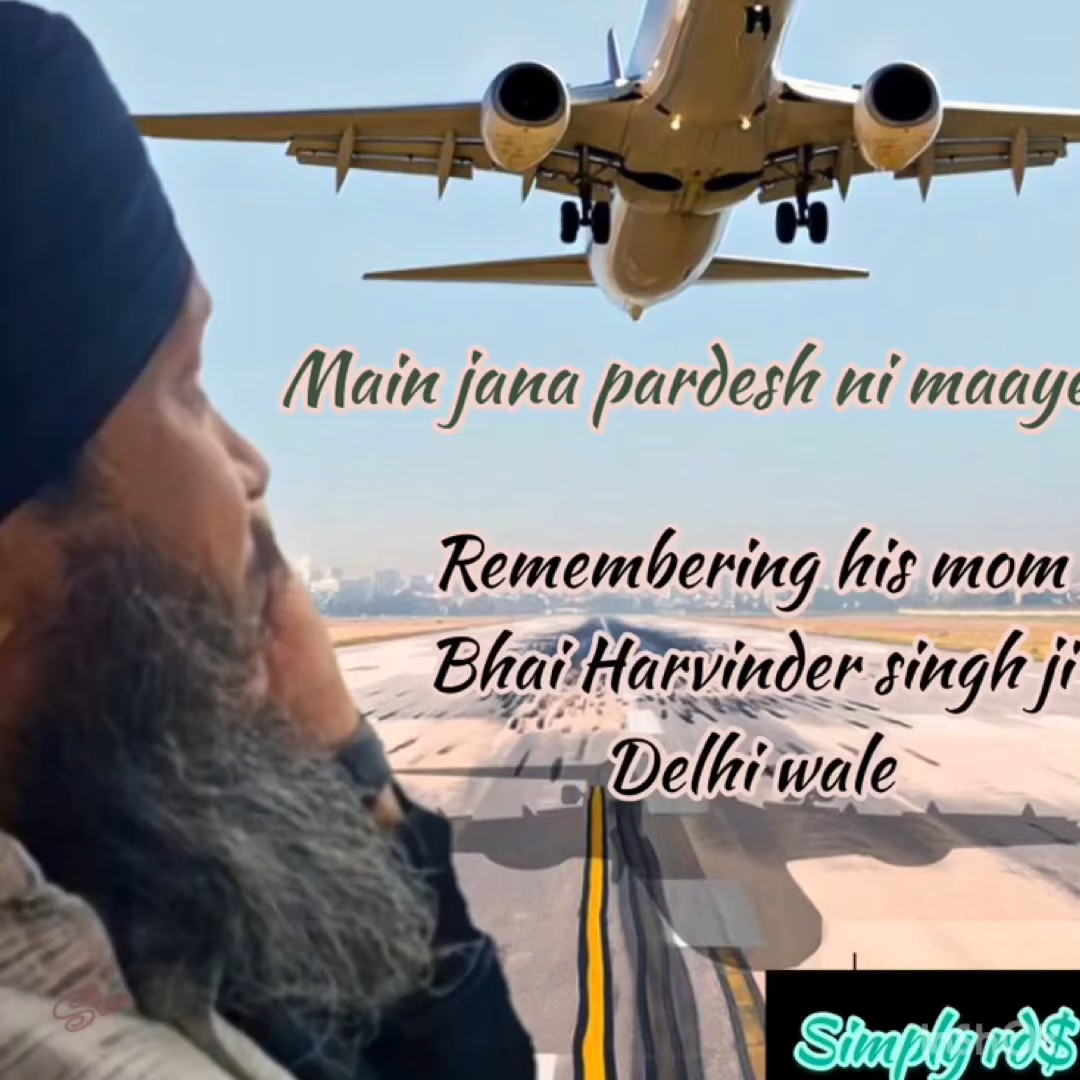 Main jana pardesh ni maaye
Remembering his mom
Bhai Harvinder singh ji
Delhi wale
Simply rd$